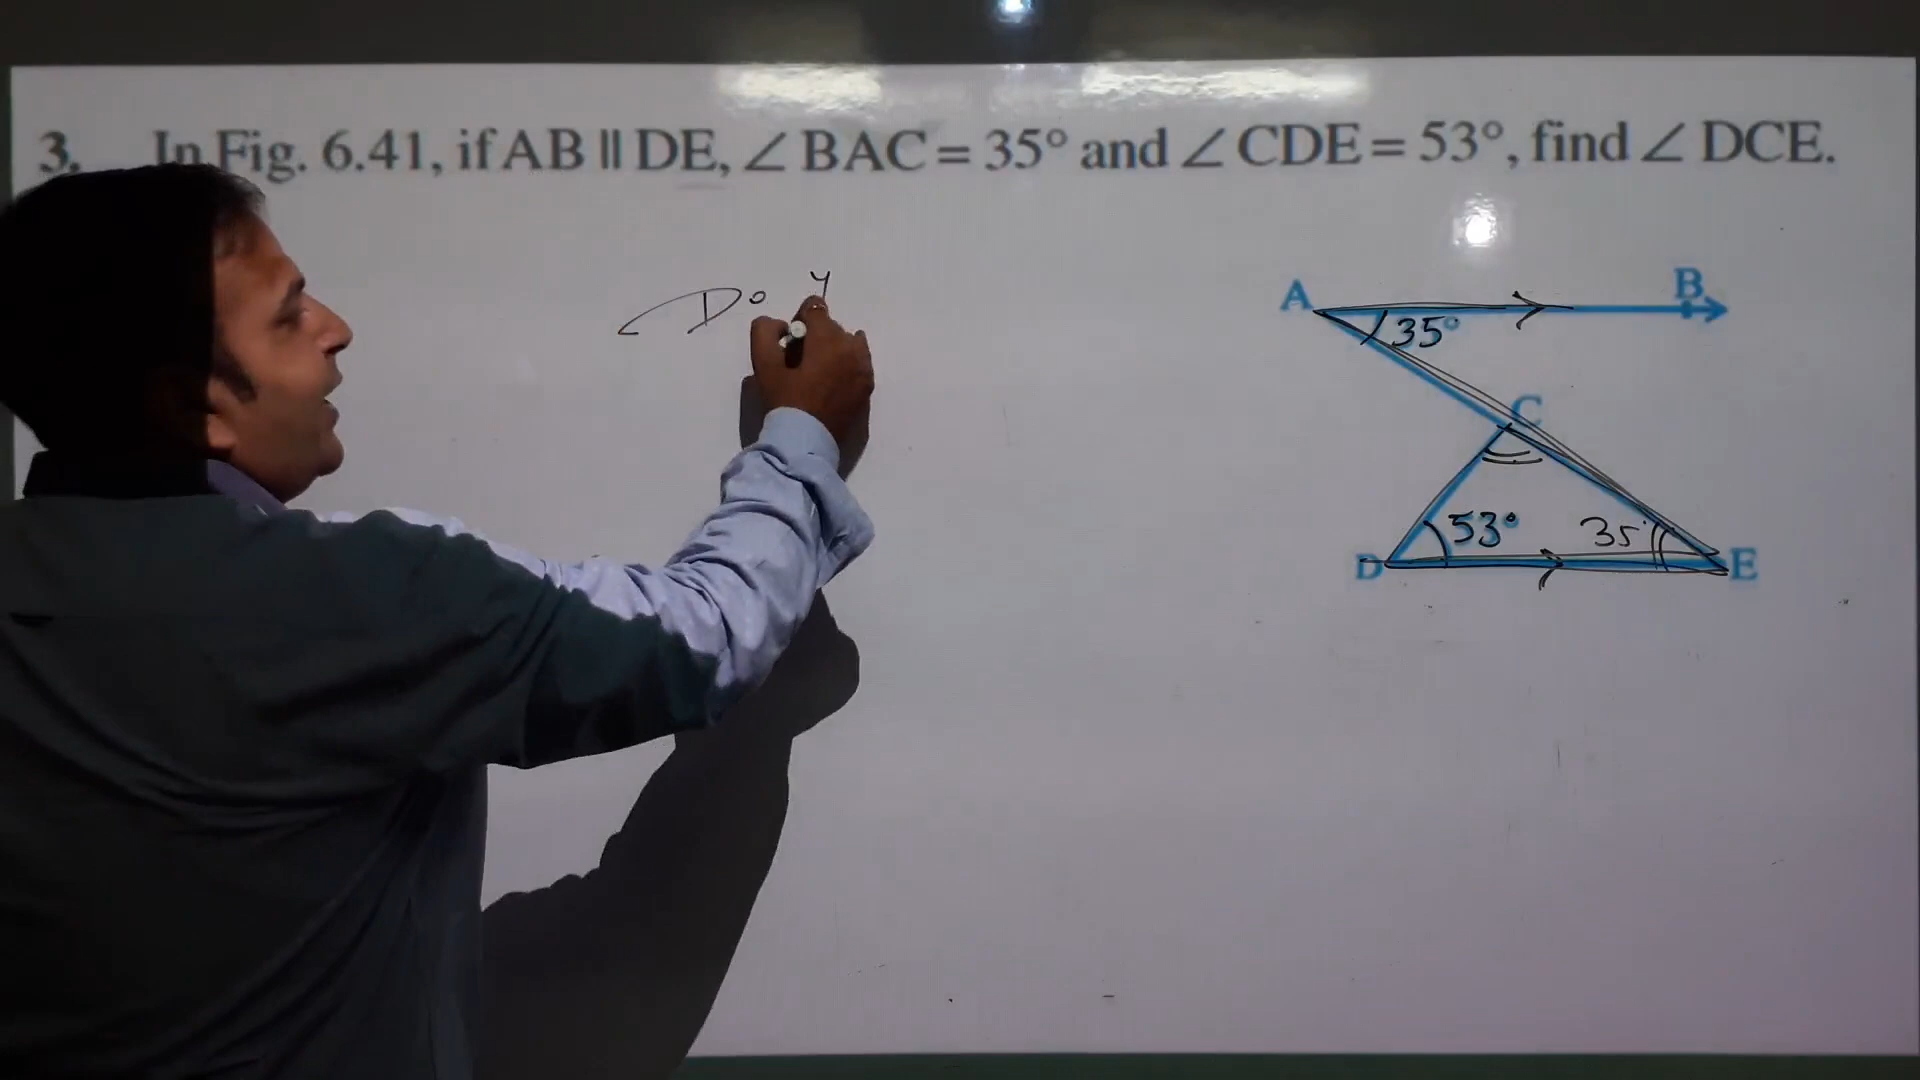 3. In Fig. 6.41, if AB || DE, ∠ BAC = 35° and ∠ CDE = 53°, find ∠ DCE.
A B
35°
C
53° 35°
D E